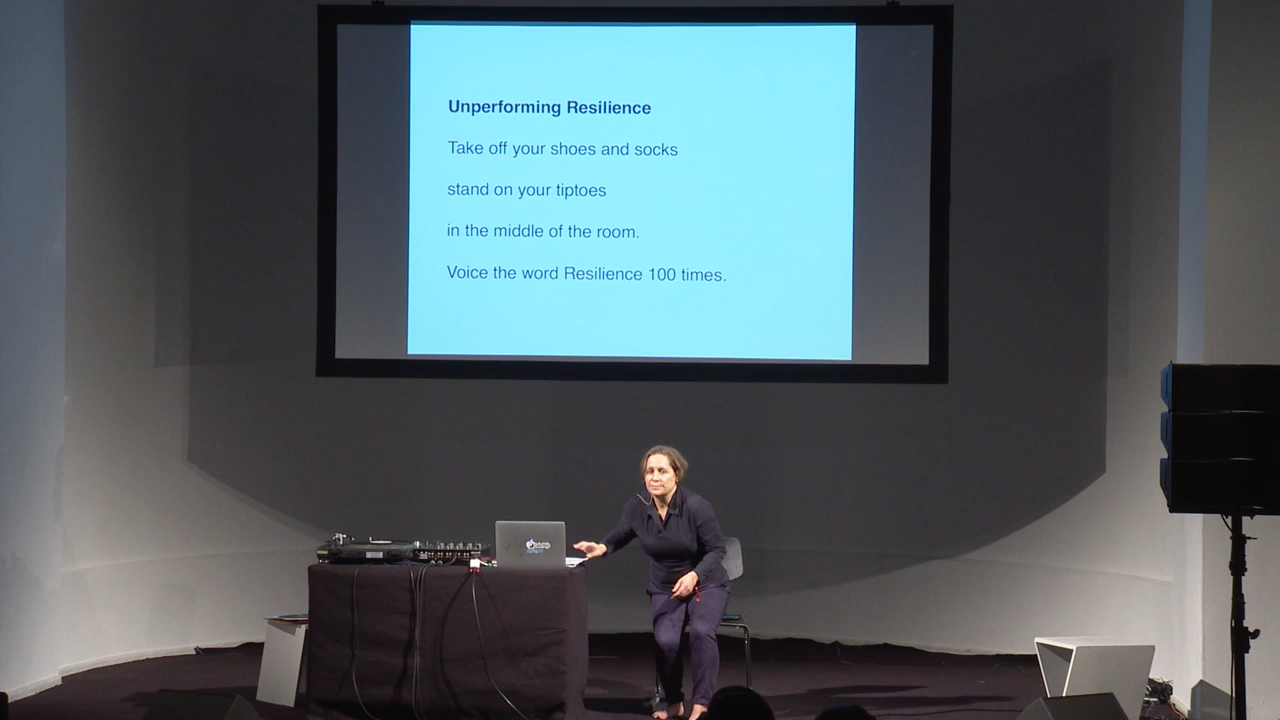 Unperforming Resilience
Take off your shoes and socks
stand on your tiptoes
in the middle of the room.
Voice the word Resilience 100 times.